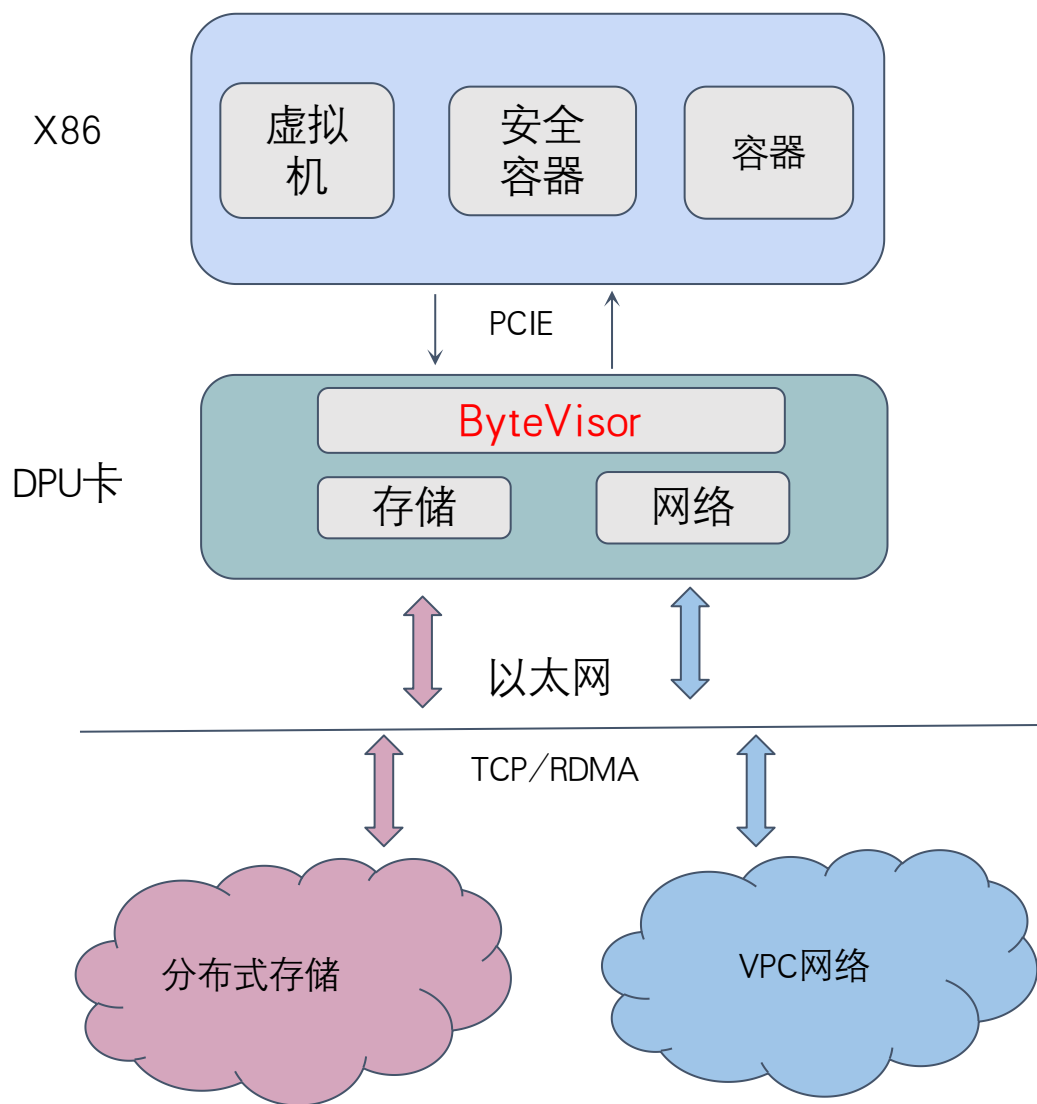 X86
虚拟
机
安全
容器
容器
PCIE
ByteVisor
DPU卡
存储
网络
以太网
TCP/RDMA
分布式存储
VPC网络